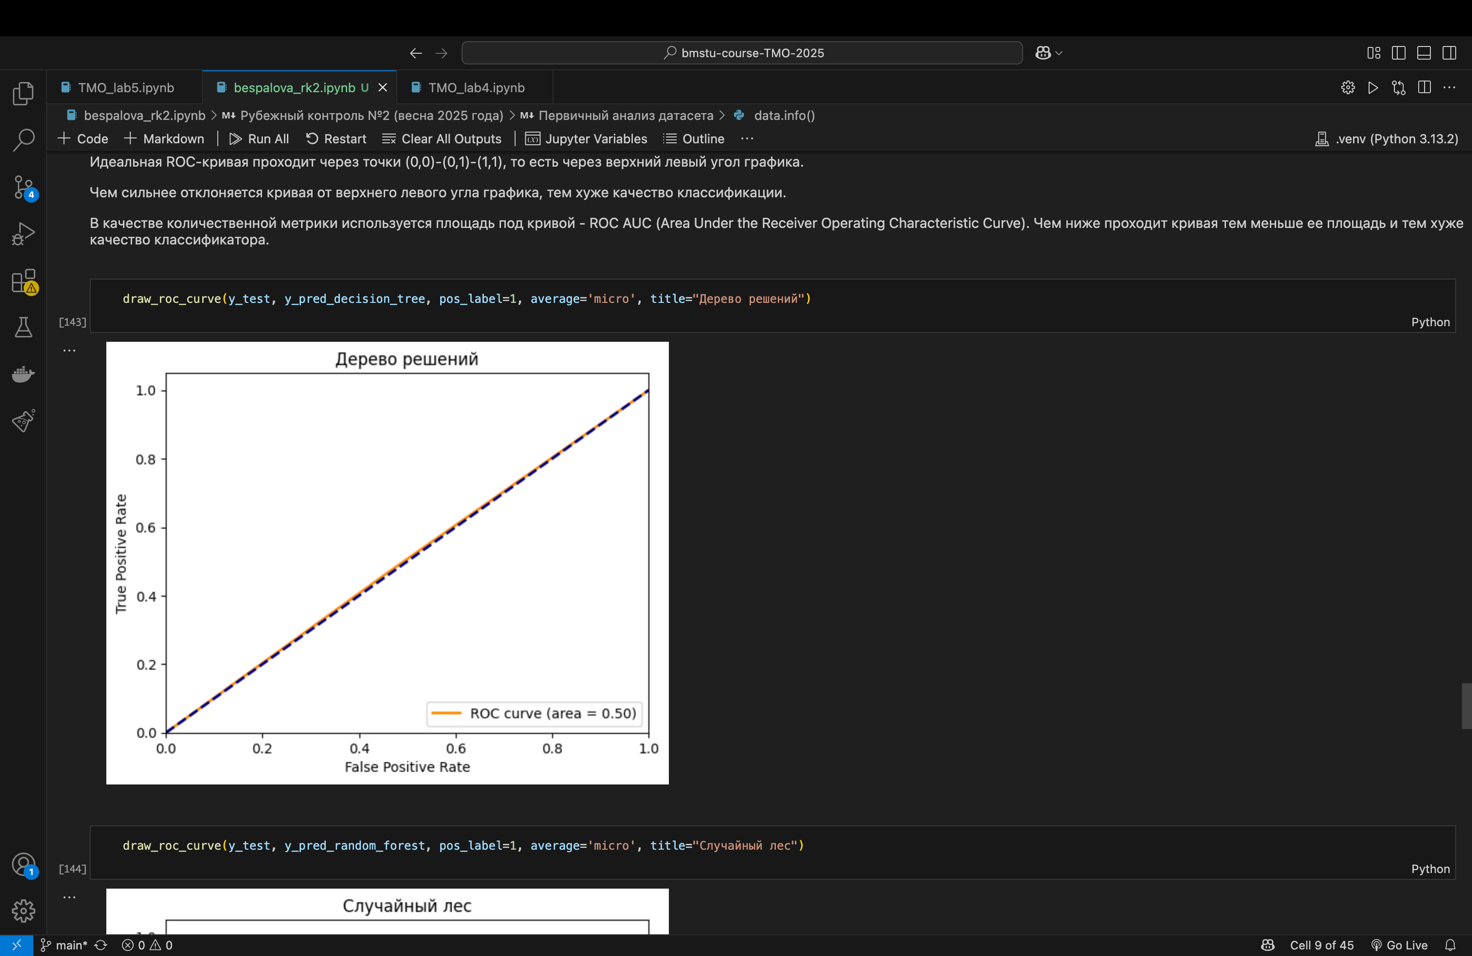 bmstu-course-TMO-2025
TMO_lab5.ipynb
bespalova_rk2.ipynb U
TMO_lab4.ipynb
bespalova_rk2.ipynb > M↓ Рубежный контроль №2 (весна 2025 года) > M↓ Первичный анализ датасета > data.info()
+ Code + Markdown Run All Restart Clear All Outputs Jupyter Variables Outline ...
.venv (Python 3.13.2)
Идеальная ROC-кривая проходит через точки (0,0)-(0,1)-(1,1), то есть через верхний левый угол графика.
Чем сильнее отклоняется кривая от верхнего левого угла графика, тем хуже качество классификации.
В качестве количественной метрики используется площадь под кривой - ROC AUC (Area Under the Receiver Operating Characteristic Curve). Чем ниже проходит кривая тем меньше ее площадь и тем хуже
качество классификатора.
draw_roc_curve(y_test, y_pred_decision_tree, pos_label=1, average='micro', title="Дерево решений")
[143]
Python
...
Дерево решений
1.0
0.8
0.6
0.4
0.2
0.0
True Positive Rate
ROC curve (area = 0.50)
0.0 0.2 0.4 0.6 0.8 1.0
False Positive Rate
draw_roc_curve(y_test, y_pred_random_forest, pos_label=1, average='micro', title="Случайный лес")
[144]
Python
...
Случайный лес
4
1
main* 0 0
Cell 9 of 45 Go Live